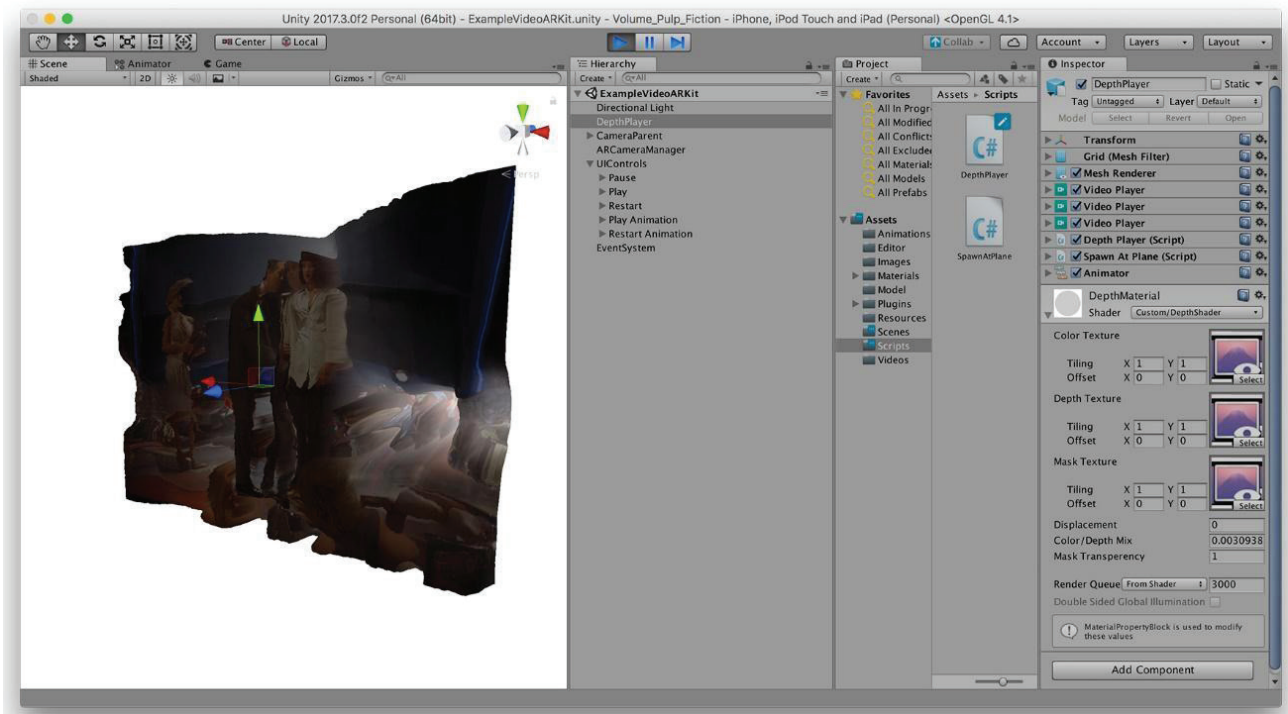 Unity 2017.3.0f2 Personal (64bit) - ExampleVideoARKit.unity - Volume_Pulp_Fiction - iPhone, iPod Touch and iPad (Personal) <OpenGL 4.1>
Center Local Collab Account Layers Layout
Scene Animator Game
Shaded 2D Gizmos All
Persp
Hierarchy
Create All
ExampleVideoARKit
Directional Light
DepthPlayer
CameraParent
ARCameraManager
UIControls
Pause
Play
Restart
Play Animation
Restart Animation
EventSystem
Project
Create
Favorites
All In Progr
All Modified
All Conflicts
All Excluded
All Materials
All Models
All Prefabs
Assets
Animations
Editor
Images
Materials
Model
Plugins
Resources
Scenes
Scripts
Videos
Assets Scripts
C#
DepthPlayer
C#
SpawnAtPlane
Inspector
DepthPlayer Static
Tag Untagged Layer Default
Model Select Revert Open
Transform
Grid (Mesh Filter)
Mesh Renderer
Video Player
Video Player
Video Player
Depth Player (Script)
Spawn At Plane (Script)
Animator
DepthMaterial
Shader Custom/DepthShader
Color Texture
Tiling X 1 Y 1
Offset X 0 Y 0
Select
Depth Texture
Tiling X 1 Y 1
Offset X 0 Y 0
Select
Mask Texture
Tiling X 1 Y 1
Offset X 0 Y 0
Select
Displacement 0
Color/Depth Mix 0.0030938
Mask Transperency 1
Render Queue From Shader 3000
Double Sided Global Illumination
MaterialPropertyBlock is used to modify
these values
Add Component